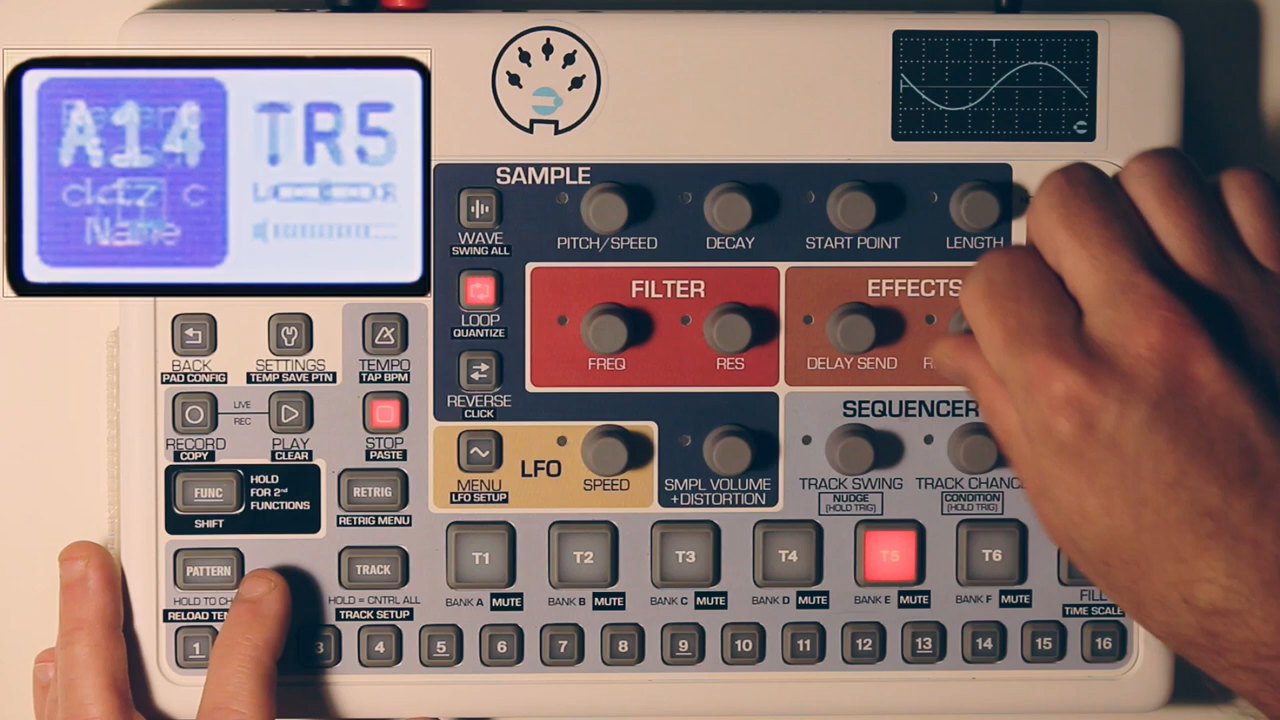 A14
TR5
Name
L R
SAMPLE
WAVE
SWING ALL
PITCH/SPEED
DECAY
START POINT
LENGTH
LOOP
QUANTIZE
FILTER
EFFECTS
FREQ
RES
DELAY SEND
REVERSE
CLICK
BACK
PAD CONFIG
SETTINGS
TEMP SAVE PTN
TEMPO
TAP BPM
LIVE
REC
RECORD
COPY
PLAY
CLEAR
STOP
PASTE
SEQUENCER
MENU
LFO SETUP
LFO
SPEED
SMPL VOLUME
+DISTORTION
TRACK SWING
NUDGE
(HOLD TRIG)
CONDITION
(HOLD TRIG)
FUNC
SHIFT
HOLD
FOR 2nd
FUNCTIONS
RETRIG
RETRIG MENU
T1 T2 T3 T4 T5 T6
BANK A MUTE BANK B MUTE BANK C MUTE BANK D MUTE BANK E MUTE BANK F MUTE
PATTERN
TRACK
HOLD = CNTRL ALL
TRACK SETUP
TIME SCALE
1 3 4 5 6 7 8 9 10 11 12 13 14 15 16